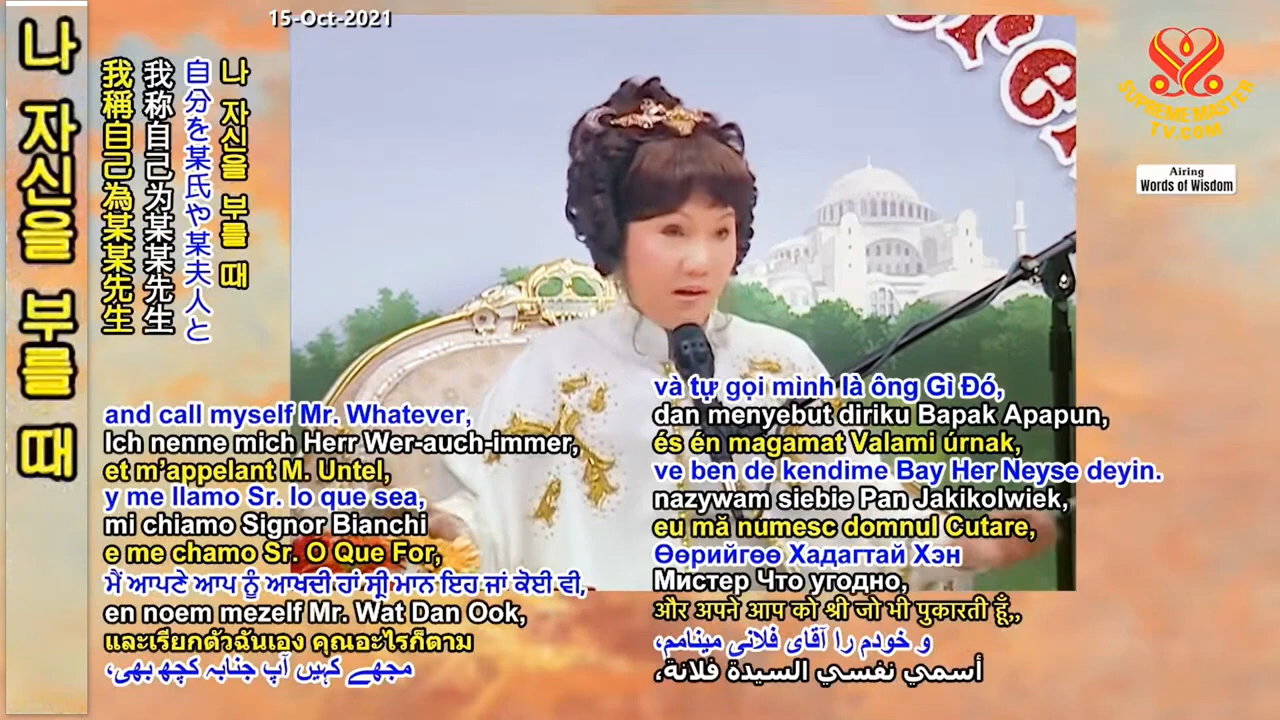 15-Oct-2021
나 자신을 부를 때
나 자신을 부를 때
自分を某氏や某夫人と
我称自己为某某先生
我稱自己為某某先生
SUPREME MASTER
TV.COM
Airing
Words of Wisdom
and call myself Mr. Whatever,
Ich nenne mich Herr Wer-auch-immer,
et m’appelant M. Untel,
y me llamo Sr. lo que sea,
mi chiamo Signor Bianchi
e me chamo Sr. O Que For,
ਮੈਂ ਆਪਣੇ ਆਪ ਨੂੰ ਆਖਦੀ ਹਾਂ ਸ੍ਰੀ ਮਾਨ ਇਹ ਜਾਂ ਕੋਈ ਵੀ,
en noem mezelf Mr. Wat Dan Ook,
และเรียกตัวฉันเอง คุณอะไรก็ตาม
مجھے کہیں آپ جنابہ کچھ بھی،
và tự gọi mình là ông Gì Đó,
dan menyebut diriku Bapak Apapun,
és én magamat Valami úrnak,
ve ben de kendime Bay Her Neyse deyin.
nazywam siebie Pan Jakikolwiek,
eu mă numesc domnul Cutare,
Өөрийгөө Хадагтай Хэн
Мистер Что угодно,
और अपने आप को श्री जो भी पुकारती हूँ,,
و خودم را آقای فلانی مینامم،
أسمي نفسي السيدة فلانة،